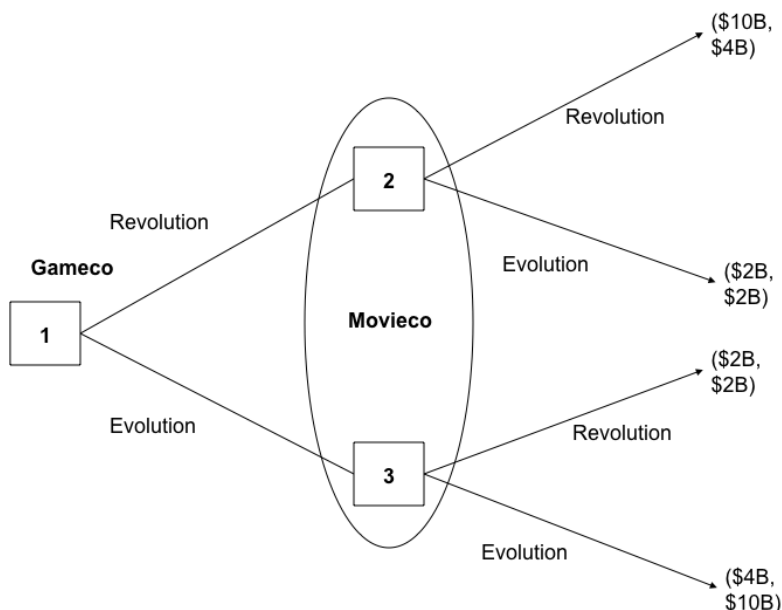 ($10B,
$4B)
Revolution
2
Revolution
Evolution
Gameco
($2B,
$2B)
1
Movieco
($2B,
$2B)
Evolution
Revolution
3
Evolution
($4B,
$10B)